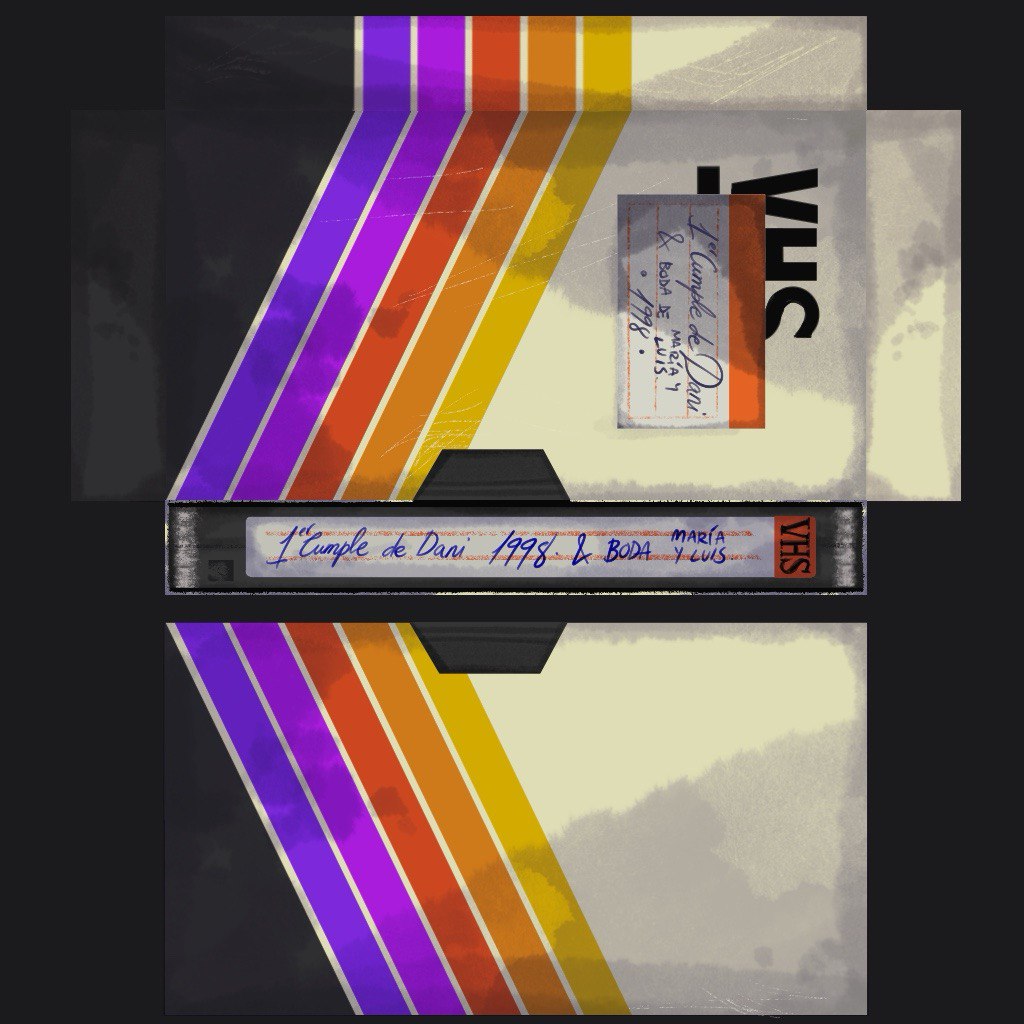 VHS
1er Cumple de Dani
& BODA DE MARÍA Y LUIS.
• 1998 •
1er Cumple de Dani 1998. & BODA MARÍA Y LUIS.
VHS